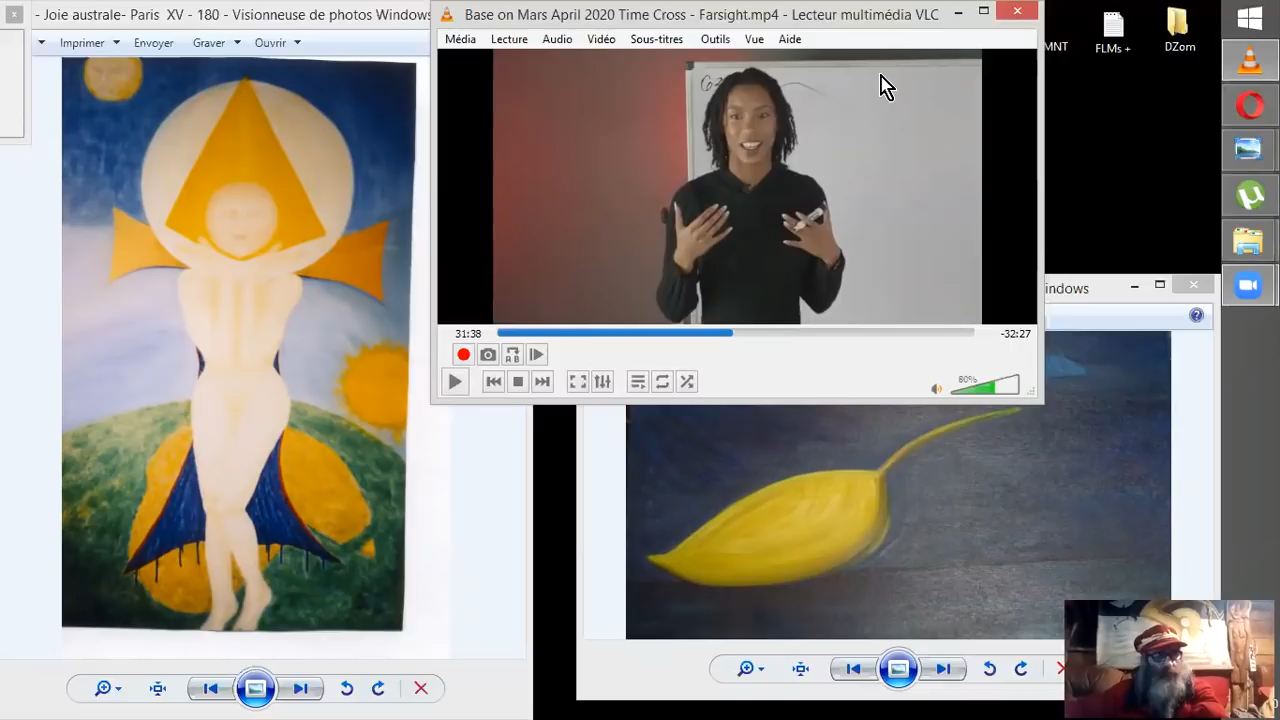 - Joie australe- Paris XV - 180 - Visionneuse de photos Windows
Imprimer Envoyer Graver Ouvrir
Base on Mars April 2020 Time Cross - Farsight.mp4 - Lecteur multimédia VLC
Média Lecture Audio Vidéo Sous-titres Outils Vue Aide
31:38 -32:27
80%
MNT
FLMs +
DZom
indows